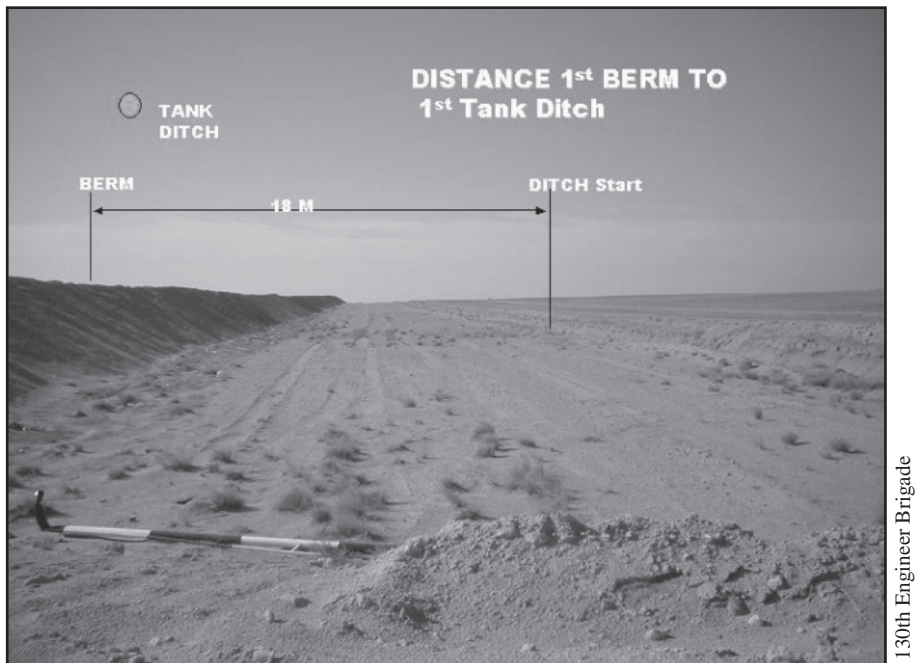 DISTANCE 1st BERM TO
1st Tank Ditch
TANK
DITCH
BERM
DITCH Start
18 M
130th Engineer Brigade